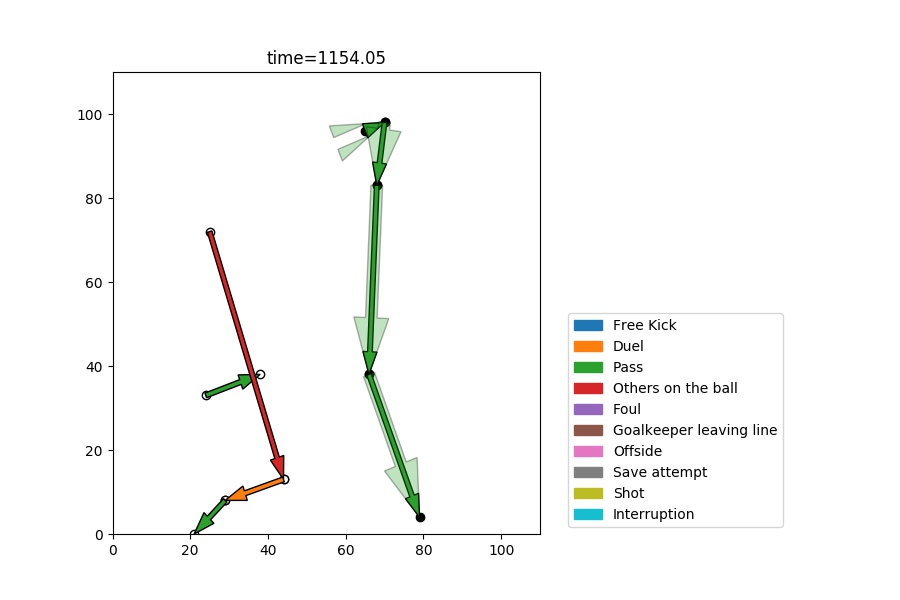 time=1154.05
100
80
60
40
20
0
0 20 40 60 80 100
Free Kick
Duel
Pass
Others on the ball
Foul
Goalkeeper leaving line
Offside
Save attempt
Shot
Interruption